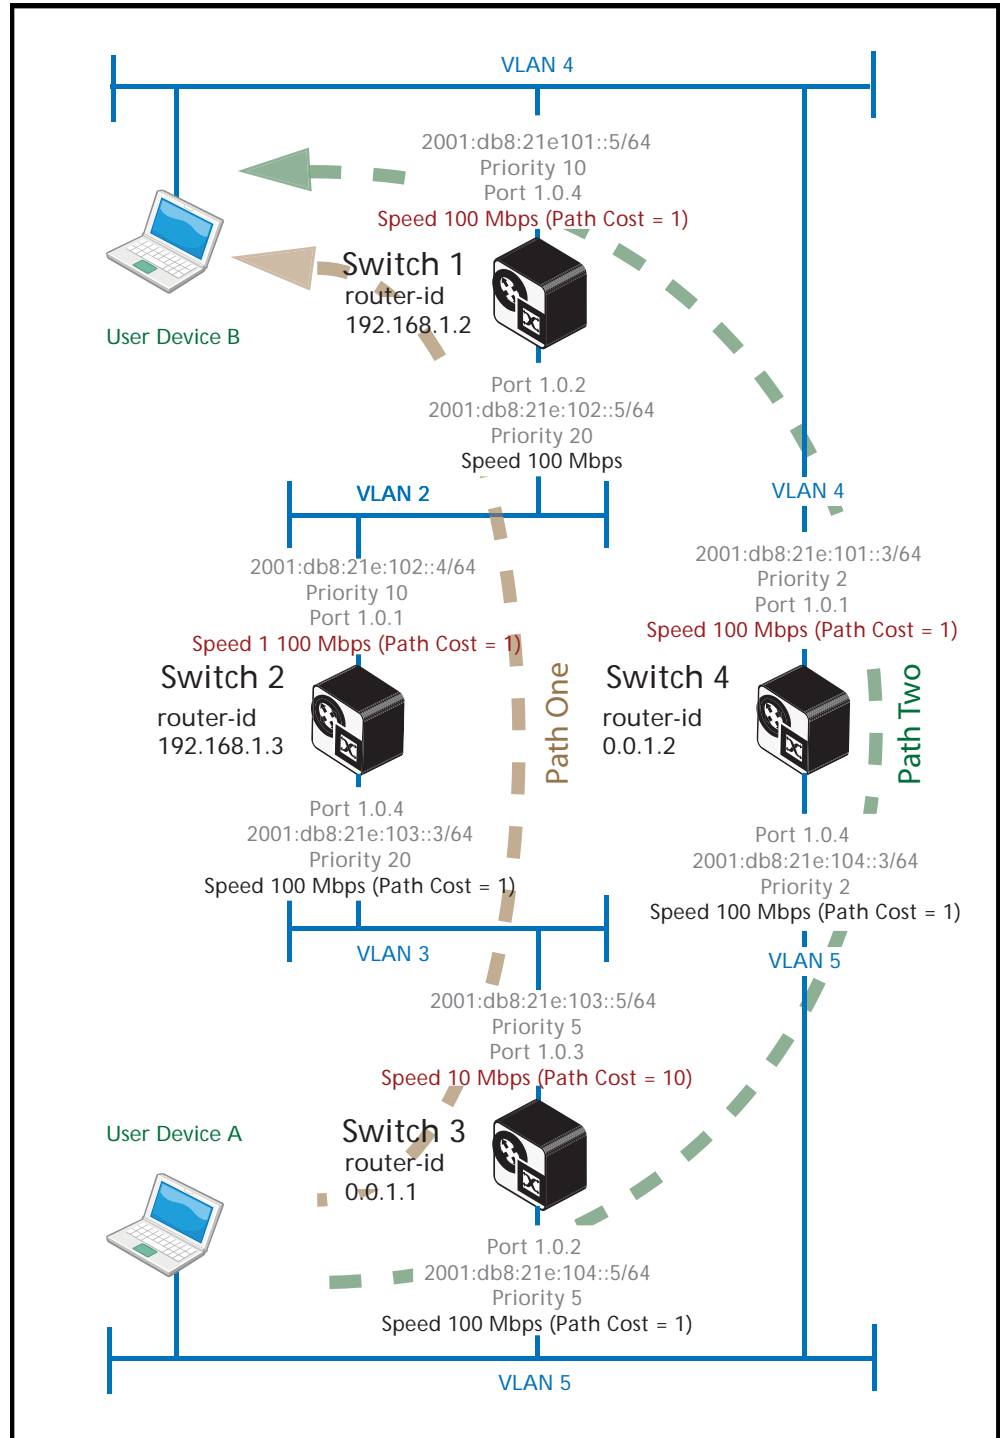 VLAN 4
2001:db8:21e101::5/64
Priority 10
Port 1.0.4
Speed 100 Mbps (Path Cost = 1)
Switch 1
router-id
192.168.1.2
User Device B
Port 1.0.2
2001:db8:21e:102::5/64
Priority 20
Speed 100 Mbps
VLAN 2
VLAN 4
2001:db8:21e:102::4/64
Priority 10
Port 1.0.1
Speed 1 100 Mbps (Path Cost = 1)
Switch 2
router-id
192.168.1.3
Path One
2001:db8:21e:101::3/64
Priority 2
Port 1.0.1
Speed 100 Mbps (Path Cost = 1)
Switch 4
router-id
0.0.1.2
Path Two
Port 1.0.4
2001:db8:21e:103::3/64
Priority 20
Speed 100 Mbps (Path Cost = 1)
Port 1.0.4
2001:db8:21e:104::3/64
Priority 2
Speed 100 Mbps (Path Cost = 1)
VLAN 3
VLAN 5
2001:db8:21e:103::5/64
Priority 5
Port 1.0.3
Speed 10 Mbps (Path Cost = 10)
User Device A
Switch 3
router-id
0.0.1.1
Port 1.0.2
2001:db8:21e:104::5/64
Priority 5
Speed 100 Mbps (Path Cost = 1)
VLAN 5